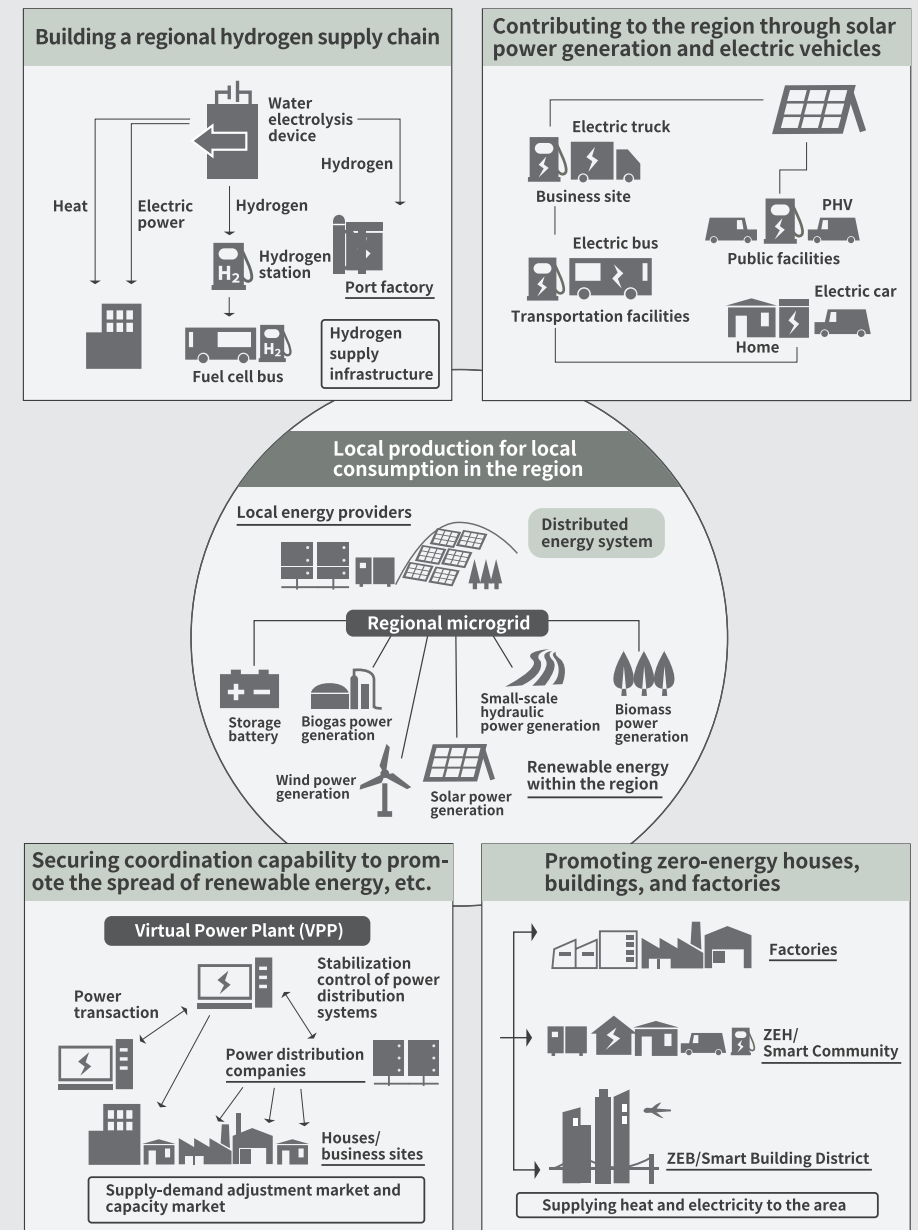 Building a regional hydrogen supply chain
Water
electrolysis
device
Hydrogen
Heat
Electric
power
Hydrogen
Hydrogen
station
H2
Port factory
H2
Fuel cell bus
Hydrogen
supply
infrastructure
Contributing to the region through solar
power generation and electric vehicles
Electric truck
Business site
PHV
Public facilities
Electric bus
Transportation facilities
Electric car
Home
Local production for local
consumption in the region
Local energy providers
Distributed
energy system
Regional microgrid
Storage
battery
Biogas power
generation
Small-scale
hydraulic
power generation
Biomass
power
generation
Wind power
generation
Solar power
generation
Renewable energy
within the region
Securing coordination capability to prom-
ote the spread of renewable energy, etc.
Virtual Power Plant (VPP)
Power
transaction
Stabilization
control of power
distribution
systems
Power distribution
companies
Houses/
business sites
Supply-demand adjustment market and
capacity market
Promoting zero-energy houses,
buildings, and factories
Factories
ZEH/
Smart Community
ZEB/Smart Building District
Supplying heat and electricity to the area